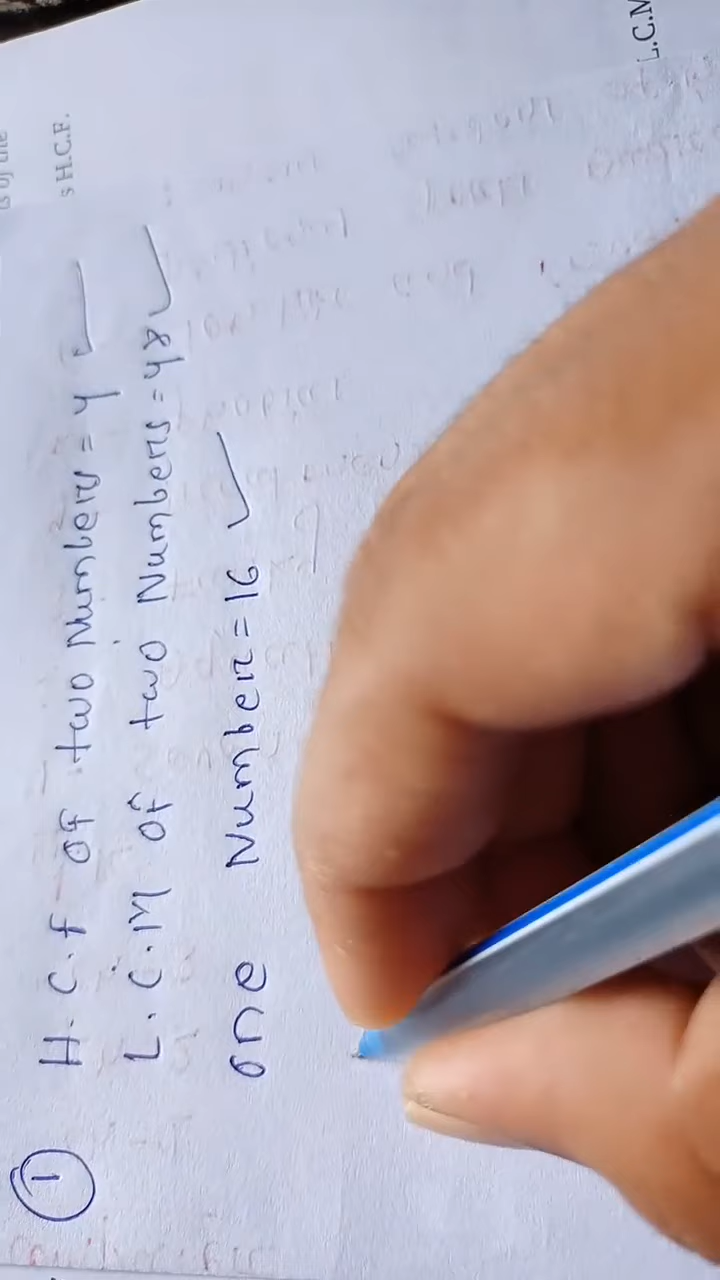 ①
H.C.f of two Numbers = 4
L.C.M of two Numbers = 48
one Number = 16
s H.C.F.
L.C.M